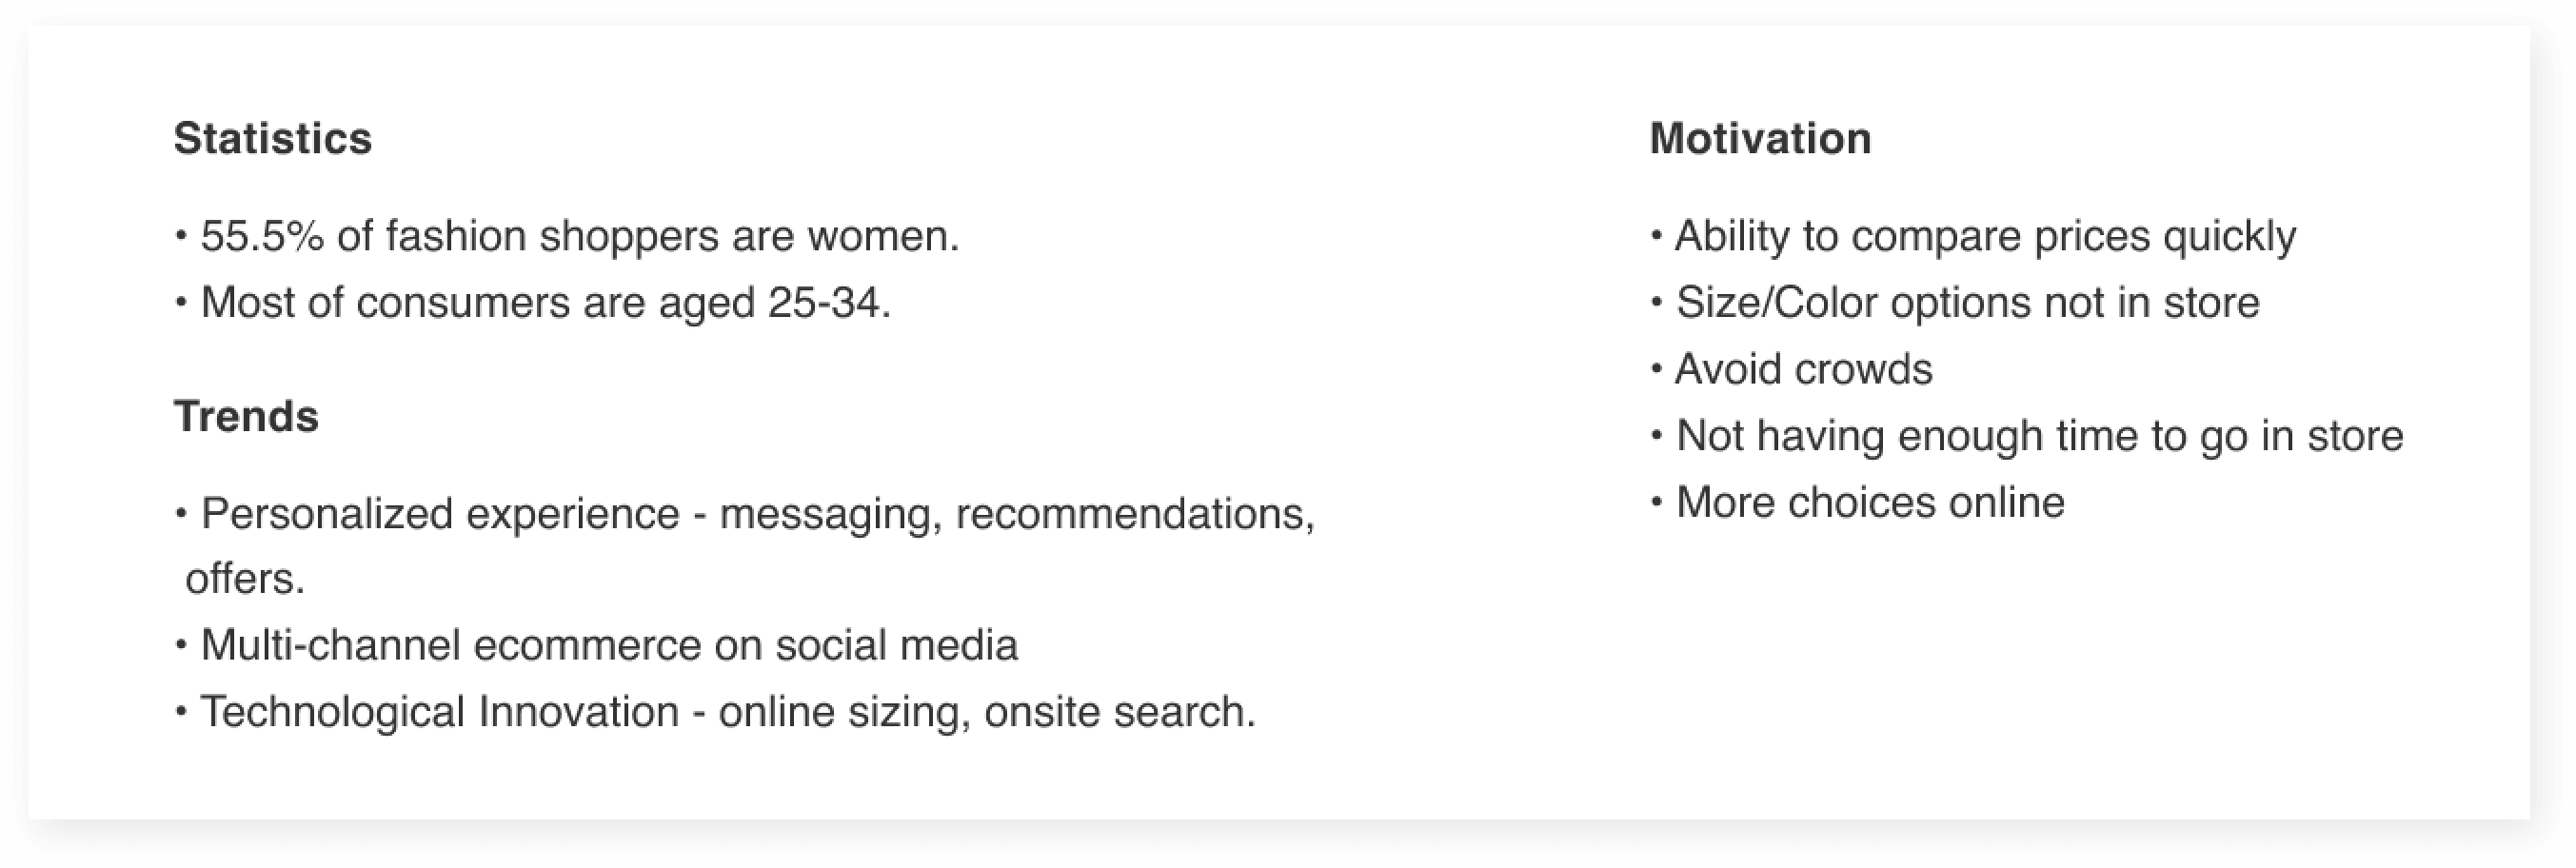 Statistics
• 55.5% of fashion shoppers are women.
• Most of consumers are aged 25-34.
Trends
• Personalized experience - messaging, recommendations,
offers.
• Multi-channel ecommerce on social media
• Technological Innovation - online sizing, onsite search.
Motivation
• Ability to compare prices quickly
• Size/Color options not in store
• Avoid crowds
• Not having enough time to go in store
• More choices online